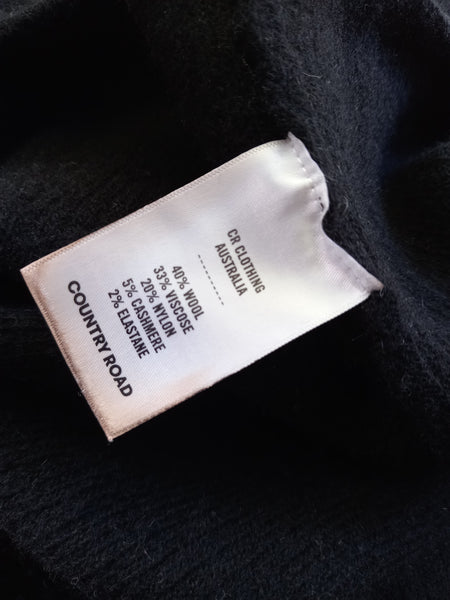 CR CLOTHING
AUSTRALIA
----------
40% WOOL
33% VISCOSE
20% NYLON
5% CASHMERE
2% ELASTANE
COUNTRY ROAD